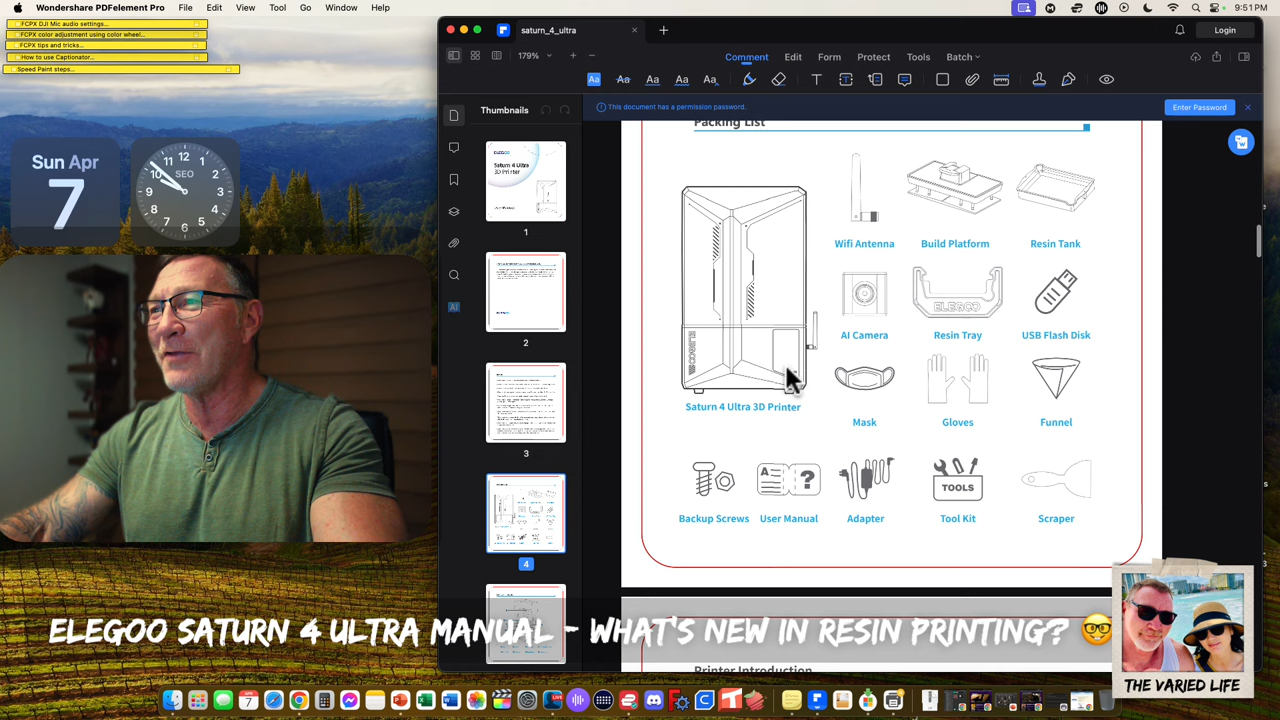 Wondershare PDFelement Pro File Edit View Tool Go Window Help
9:51 PM
FCPX DJI Mic audio settings...
FCPX color adjustment using color wheel...
FCPX tips and tricks...
How to use Captionator...
Speed Paint steps...
saturn_4_ultra
Login
179%
Comment Edit Form Protect Tools Batch
Thumbnails
This document has a permission password.
Enter Password
Sun Apr
7
SEO
12 1 2 3 4 5 6 7 8 9 10 11
ELEGOO
Saturn 4 Ultra
3D Printer
1
2
3
4
AI
Packing List
Wifi Antenna
Build Platform
Resin Tank
ELEGOO
AI Camera
Resin Tray
USB Flash Disk
ELEGOO
Saturn 4 Ultra 3D Printer
Mask
Gloves
Funnel
A
?
TOOLS
Backup Screws
User Manual
Adapter
Tool Kit
Scraper
Printer Introduction
ELEGOO SATURN 4 ULTRA MANUAL - WHAT'S NEW IN RESIN PRINTING? 🤓
THE VARIED LIFE